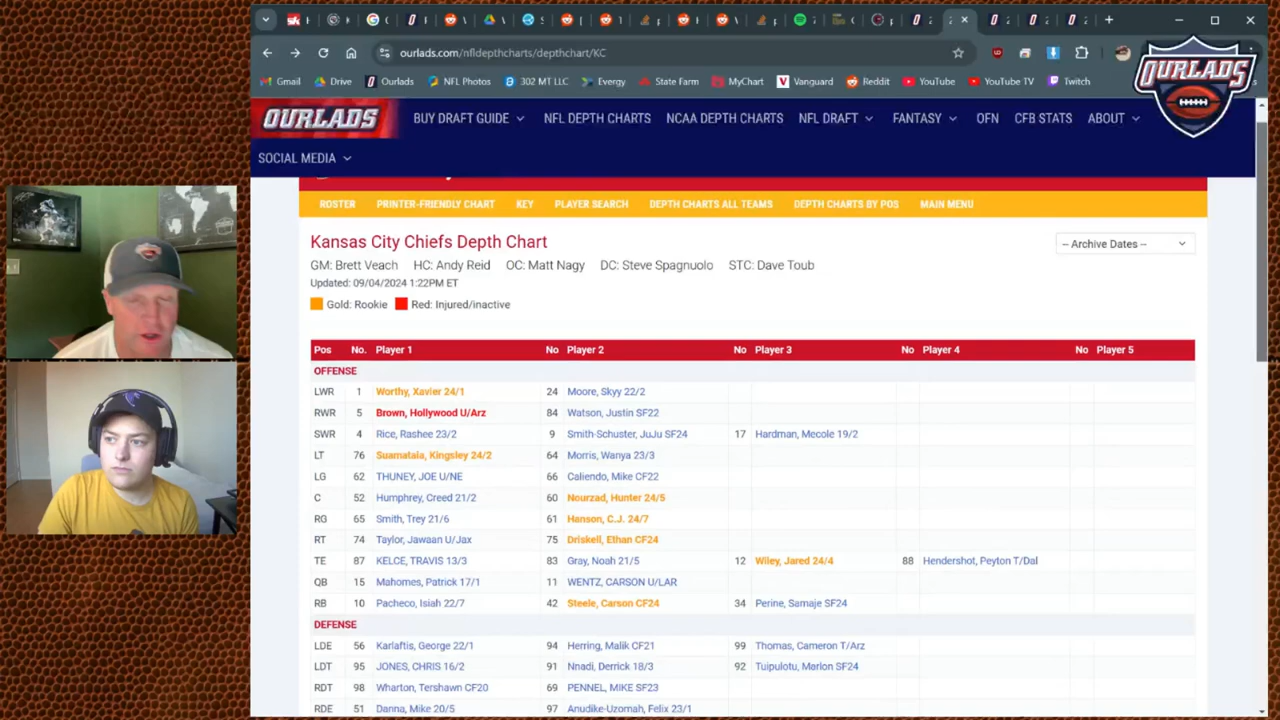 ourlads.com/nfldepthcharts/depthchart/KC
Gmail Drive Ourlads NFL Photos 302 MT LLC Evergy State Farm MyChart Vanguard Reddit YouTube YouTube TV Twitch
OURLADS
OURLADS BUY DRAFT GUIDE NFL DEPTH CHARTS NCAA DEPTH CHARTS NFL DRAFT FANTASY OFN CFB STATS ABOUT
SOCIAL MEDIA
ROSTER PRINTER-FRIENDLY CHART KEY PLAYER SEARCH DEPTH CHARTS ALL TEAMS DEPTH CHARTS BY POS MAIN MENU
Kansas City Chiefs Depth Chart
-- Archive Dates --
GM: Brett Veach HC: Andy Reid OC: Matt Nagy DC: Steve Spagnuolo STC: Dave Toub
Updated: 09/04/2024 1:22PM ET
Gold: Rookie Red: Injured/inactive
Pos No. Player 1 No Player 2 No Player 3 No Player 4 No Player 5
OFFENSE
LWR 1 Worthy, Xavier 24/1 24 Moore, Skyy 22/2
RWR 5 Brown, Hollywood U/Arz 84 Watson, Justin SF22
SWR 4 Rice, Rashee 23/2 9 Smith-Schuster, JuJu SF24 17 Hardman, Mecole 19/2
LT 76 Suamataia, Kingsley 24/2 64 Morris, Wanya 23/3
LG 62 THUNEY, JOE U/NE 66 Caliendo, Mike CF22
C 52 Humphrey, Creed 21/2 60 Nourzad, Hunter 24/5
RG 65 Smith, Trey 21/6 61 Hanson, C.J. 24/7
RT 74 Taylor, Jawaan U/Jax 75 Driskell, Ethan CF24
TE 87 KELCE, TRAVIS 13/3 83 Gray, Noah 21/5 12 Wiley, Jared 24/4 88 Hendershot, Peyton T/Dal
QB 15 Mahomes, Patrick 17/1 11 WENTZ, CARSON U/LAR
RB 10 Pacheco, Isiah 22/7 42 Steele, Carson CF24 34 Perine, Samaje SF24
DEFENSE
LDE 56 Karlaftis, George 22/1 94 Herring, Malik CF21 99 Thomas, Cameron T/Arz
LDT 95 JONES, CHRIS 16/2 91 Nnadi, Derrick 18/3 92 Tuipulotu, Marlon SF24
RDT 98 Wharton, Tershawn CF20 69 PENNEL, MIKE SF23
RDE 51 Danna, Mike 20/5 97 Anudike-Uzomah, Felix 23/1